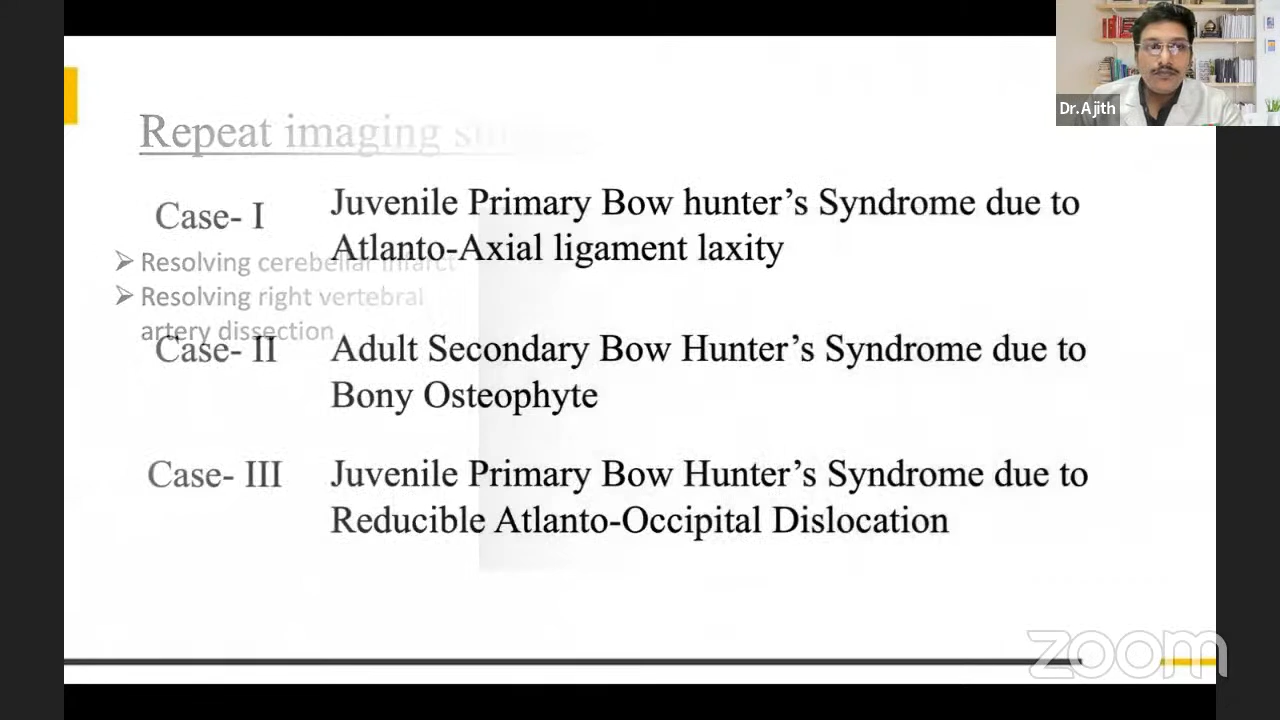 Dr.Ajith
Repeat imaging
Case- I
Juvenile Primary Bow hunter’s Syndrome due to
Atlanto-Axial ligament laxity
➢ Resolving cerebellar infarct
➢ Resolving right vertebral
artery dissection
Case- II
Adult Secondary Bow Hunter’s Syndrome due to
Bony Osteophyte
Case- III
Juvenile Primary Bow Hunter’s Syndrome due to
Reducible Atlanto-Occipital Dislocation
zoom